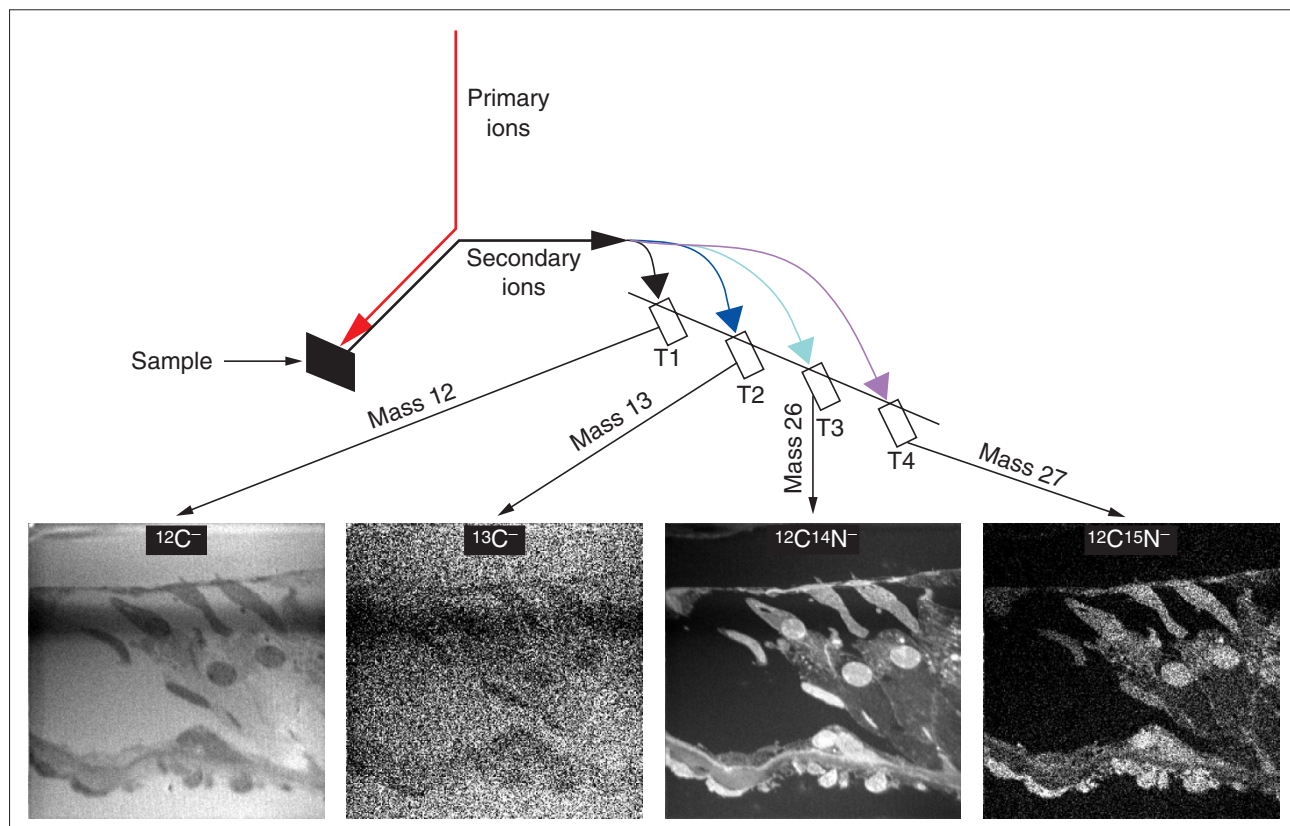 Primary
ions
Secondary
ions
Sample
T1
T2
T3
T4
Mass 12
Mass 13
Mass 26
Mass 27
¹²C⁻
¹³C⁻
¹²C¹⁴N⁻
¹²C¹⁵N⁻